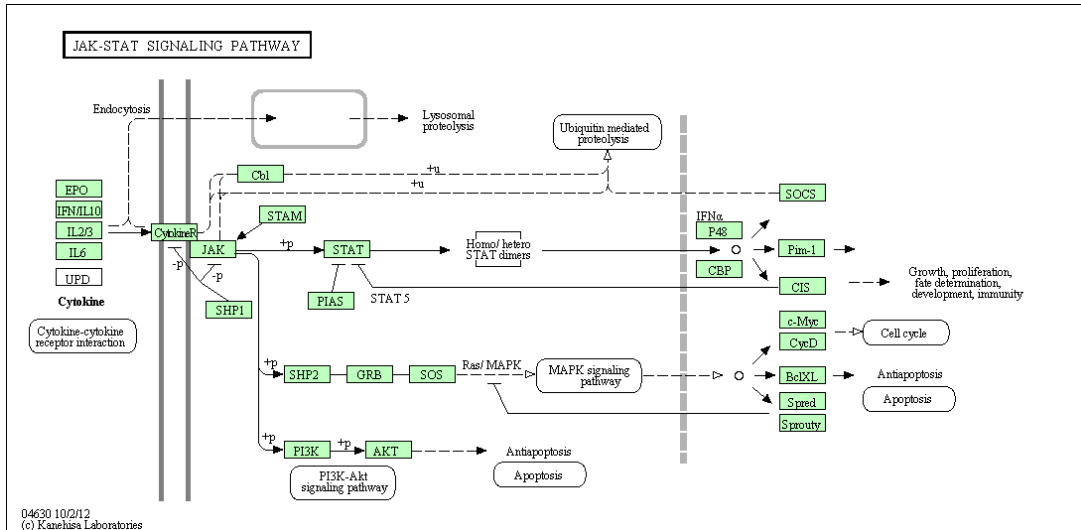 JAK-STAT SIGNALING PATHWAY
Endocytosis
Lysosomal
proteolysis
Ubiquitin mediated
proteolysis
Cbl
+u
+u
EPO
IFN/IL10
IL2/3
IL6
UPD
Cytokine
Cytokine-cytokine
receptor interaction
CytokineR
JAK
STAM
-p
-p
SHP1
+p
STAT
PIAS
STAT 5
Homo/ hetero
STAT dimers
IFNα
P48
CBP
SOCS
Pim-1
CIS
Growth, proliferation,
fate determination,
development, immunity
c-Myc
CycD
Cell cycle
+p
SHP2
GRB
SOS
Ras/ MAPK
MAPK signaling
pathway
BclXL
Antiapoptosis
Spred
Apoptosis
Sprouty
+p
PI3K
+p
AKT
Antiapoptosis
Apoptosis
PI3K-Akt
signaling pathway
04630 10/2/12
(c) Kanehisa Laboratories